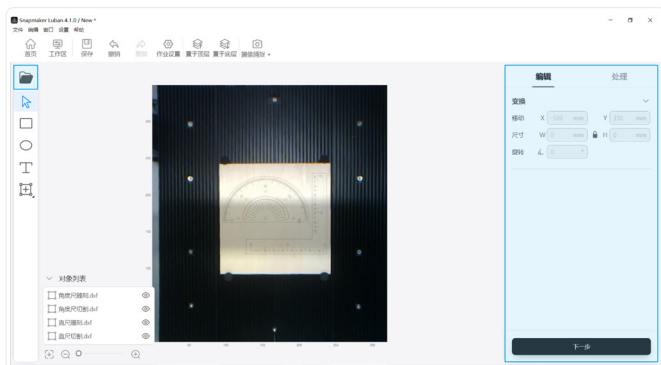 Snapmaker Luban 4.1.0 / New *
文件 编辑 窗口 设置 帮助
首页 工作区 保存 撤销 作业设置 置于顶层 置于底层 摄像捕捉
编辑 处理
变换
移动 X mm Y mm
尺寸 W 0 mm H 0 mm
旋转 0 °
对象列表
角度尺雕刻.dxf
角度尺切割.dxf
直尺雕刻.dxf
直尺切割.dxf
下一步